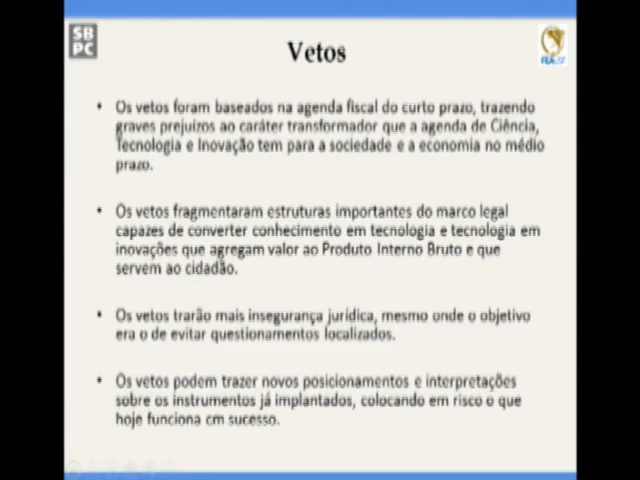 SB
PC
Vetos
FEA
• Os vetos foram baseados na agenda fiscal do curto prazo, trazendo
graves prejuízos ao caráter transformador que a agenda de Ciência,
Tecnologia e Inovação tem para a sociedade e a economia no médio
prazo.
• Os vetos fragmentaram estruturas importantes do marco legal
capazes de converter conhecimento em tecnologia e tecnologia em
inovações que agregam valor ao Produto Interno Bruto e que
servem ao cidadão.
• Os vetos trarão mais insegurança jurídica, mesmo onde o objetivo
era o de evitar questionamentos localizados.
• Os vetos podem trazer novos posicionamentos e interpretações
sobre os instrumentos já implantados, colocando em risco o que
hoje funciona cm sucesso.